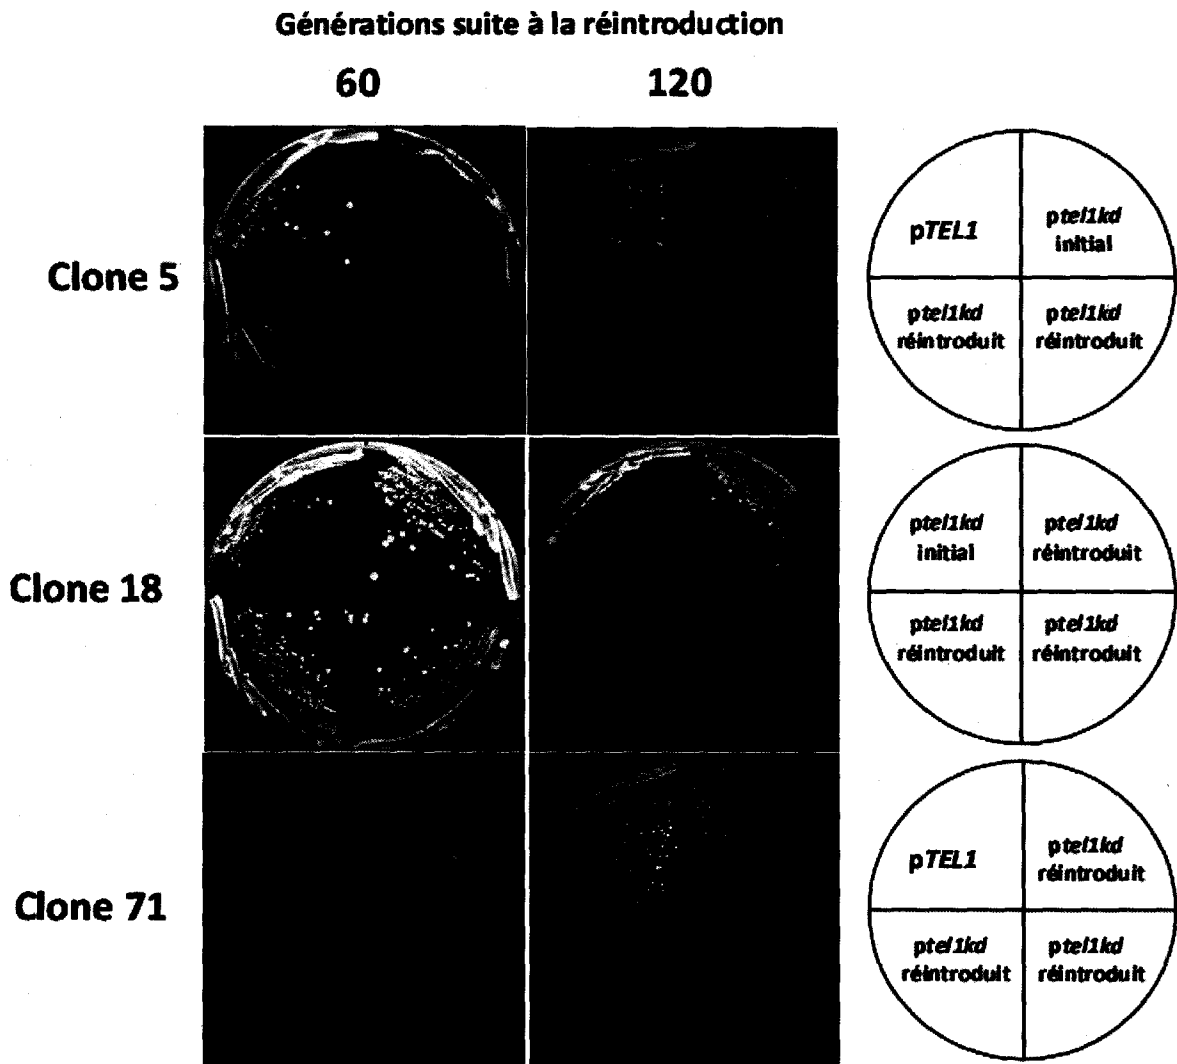 Générations suite à la réintroduction
60
120
Clone 5
pTEL1
ptel1kd
initial
ptel1kd
réintroduit
ptel1kd
réintroduit
Clone 18
ptel1kd
initial
ptel1kd
réintroduit
ptel1kd
réintroduit
ptel1kd
réintroduit
Clone 71
pTEL1
ptel1kd
réintroduit
ptel1kd
réintroduit
ptel1kd
réintroduit